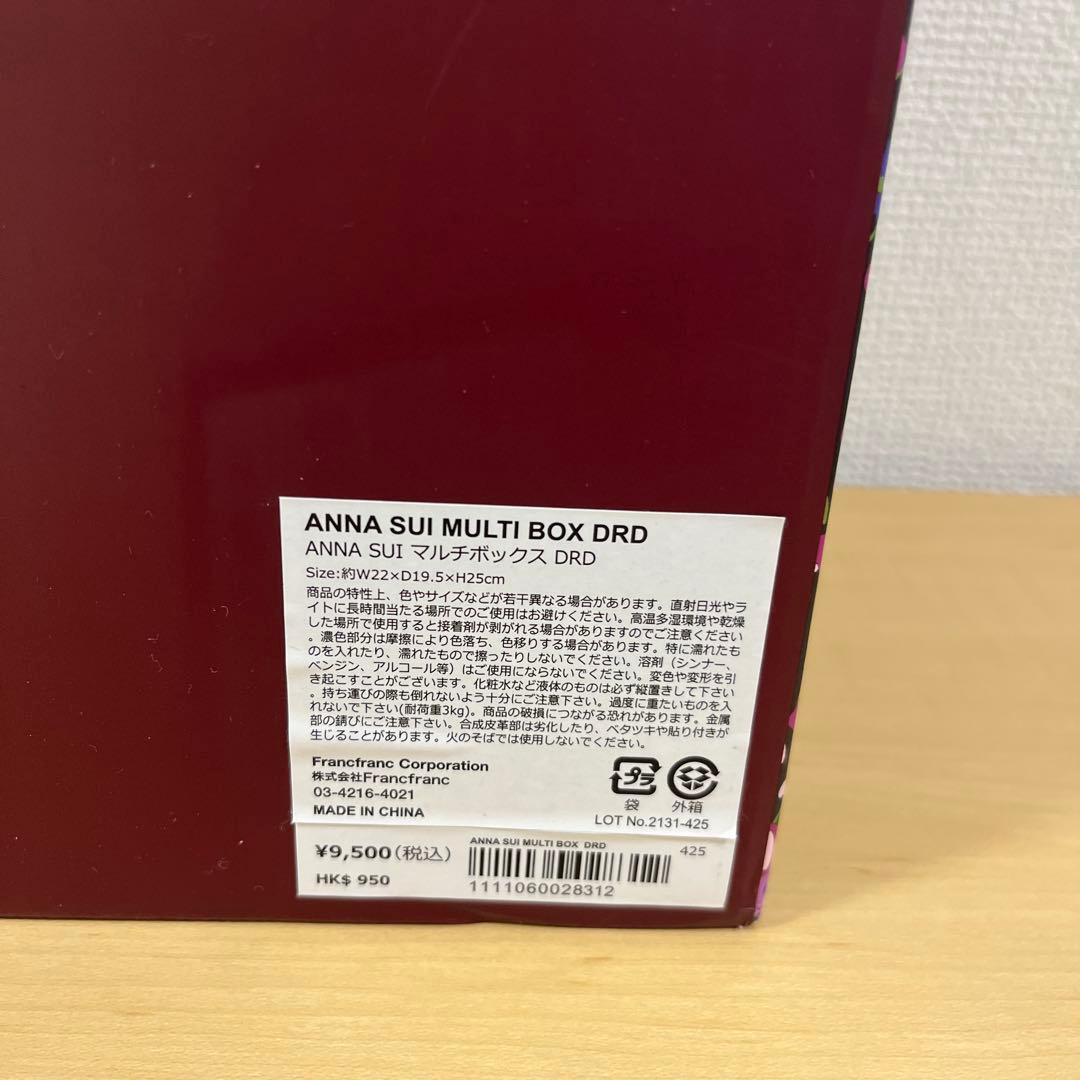 ANNA SUI MULTI BOX DRD
ANNA SUI マルチボックス DRD
Size:約W22×D19.5×H25cm
商品の特性上、色やサイズなどが若干異なる場合があります。直射日光やラ
イトに長時間当たる場所でのご使用はお避けください。高温多湿環境や乾燥
した場所で使用すると接着剤が剥がれる場合がありますのでご注意ください
。濃色部分は摩擦により色落ち、色移りする場合があります。特に濡れたも
のを入れたり、濡れたもので擦ったりしないでください。溶剤（シンナー、
ベンジン、アルコール等）はご使用にならないでください。変色や変形を引
き起こすことがございます。化粧水など液体のものは必ず縦置きして下さい
。持ち運びの際も倒れないよう十分にご注意下さい。過度に重たいものを入
れないで下さい(耐荷重3kg)。商品の破損につながる恐れがあります。金属
部の錆びにご注意下さい。合成皮革部は劣化したり、ベタツキや貼り付きが
生じることがあります。火のそばでは使用しないでください。
Francfranc Corporation
株式会社Francfranc
03-4216-4021
MADE IN CHINA
プラ
袋 外箱
LOT No.2131-425
¥9,500(税込)
HK$ 950
ANNA SUI MULTI BOX DRD
425
1111060028312